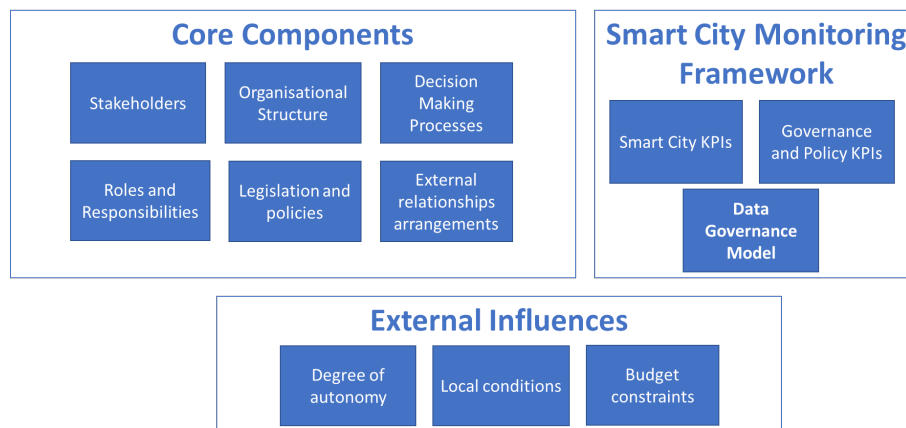 Core Components
Stakeholders
Organisational
Structure
Decision
Making
Processes
Roles and
Responsibilities
Legislation and
policies
External
relationships
arrangements
Smart City Monitoring
Framework
Smart City KPIs
Governance
and Policy KPIs
Data
Governance
Model
External Influences
Degree of
autonomy
Local conditions
Budget
constraints